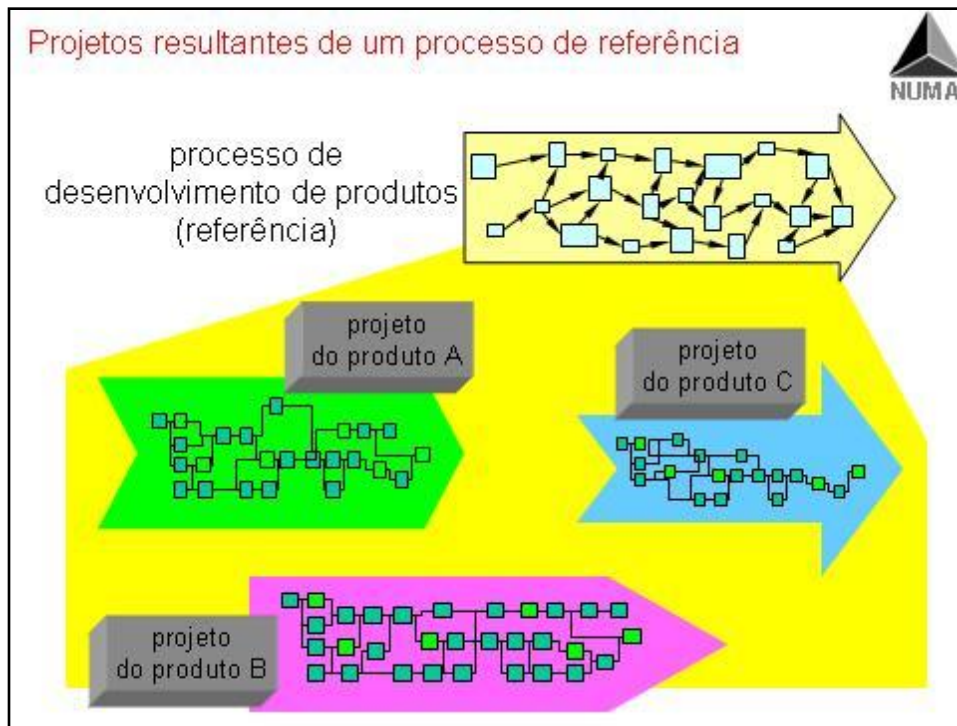 Projetos resultantes de um processo de referência
NUMA
processo de
desenvolvimento de produtos
(referência)
projeto
do produto A
projeto
do produto C
projeto
do produto B